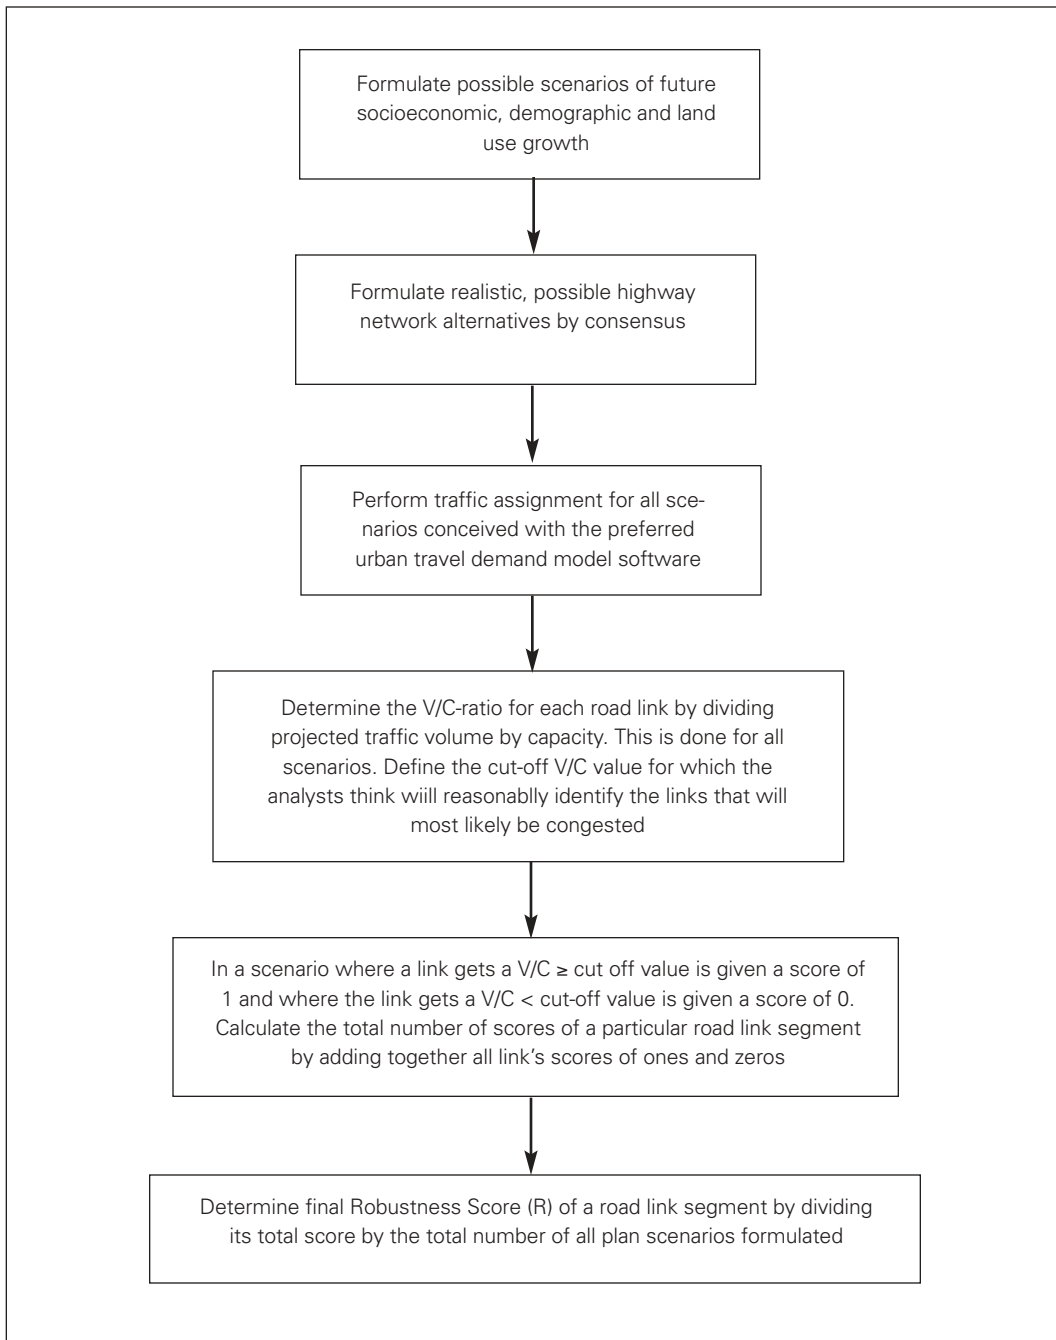 Formulate possible scenarios of future
socioeconomic, demographic and land
use growth
Formulate realistic, possible highway
network alternatives by consensus
Perform traffic assignment for all sce-
narios conceived with the preferred
urban travel demand model software
Determine the V/C-ratio for each road link by dividing
projected traffic volume by capacity. This is done for all
scenarios. Define the cut-off V/C value for which the
analysts think wiill reasonablly identify the links that will
most likely be congested
In a scenario where a link gets a V/C ≥ cut off value is given a score of
1 and where the link gets a V/C < cut-off value is given a score of 0.
Calculate the total number of scores of a particular road link segment
by adding together all link's scores of ones and zeros
Determine final Robustness Score (R) of a road link segment by dividing
its total score by the total number of all plan scenarios formulated